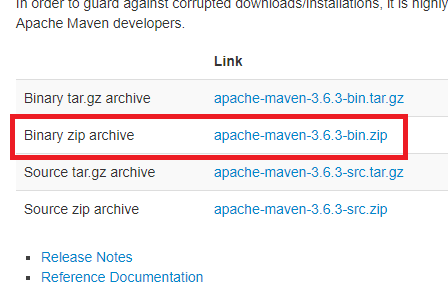 In order to guard against corrupted downloads/installations, it is highly
Apache Maven developers.
Link
Binary tar.gz archive apache-maven-3.6.3-bin.tar.gz
Binary zip archive apache-maven-3.6.3-bin.zip
Source tar.gz archive apache-maven-3.6.3-src.tar.gz
Source zip archive apache-maven-3.6.3-src.zip
Release Notes
Reference Documentation